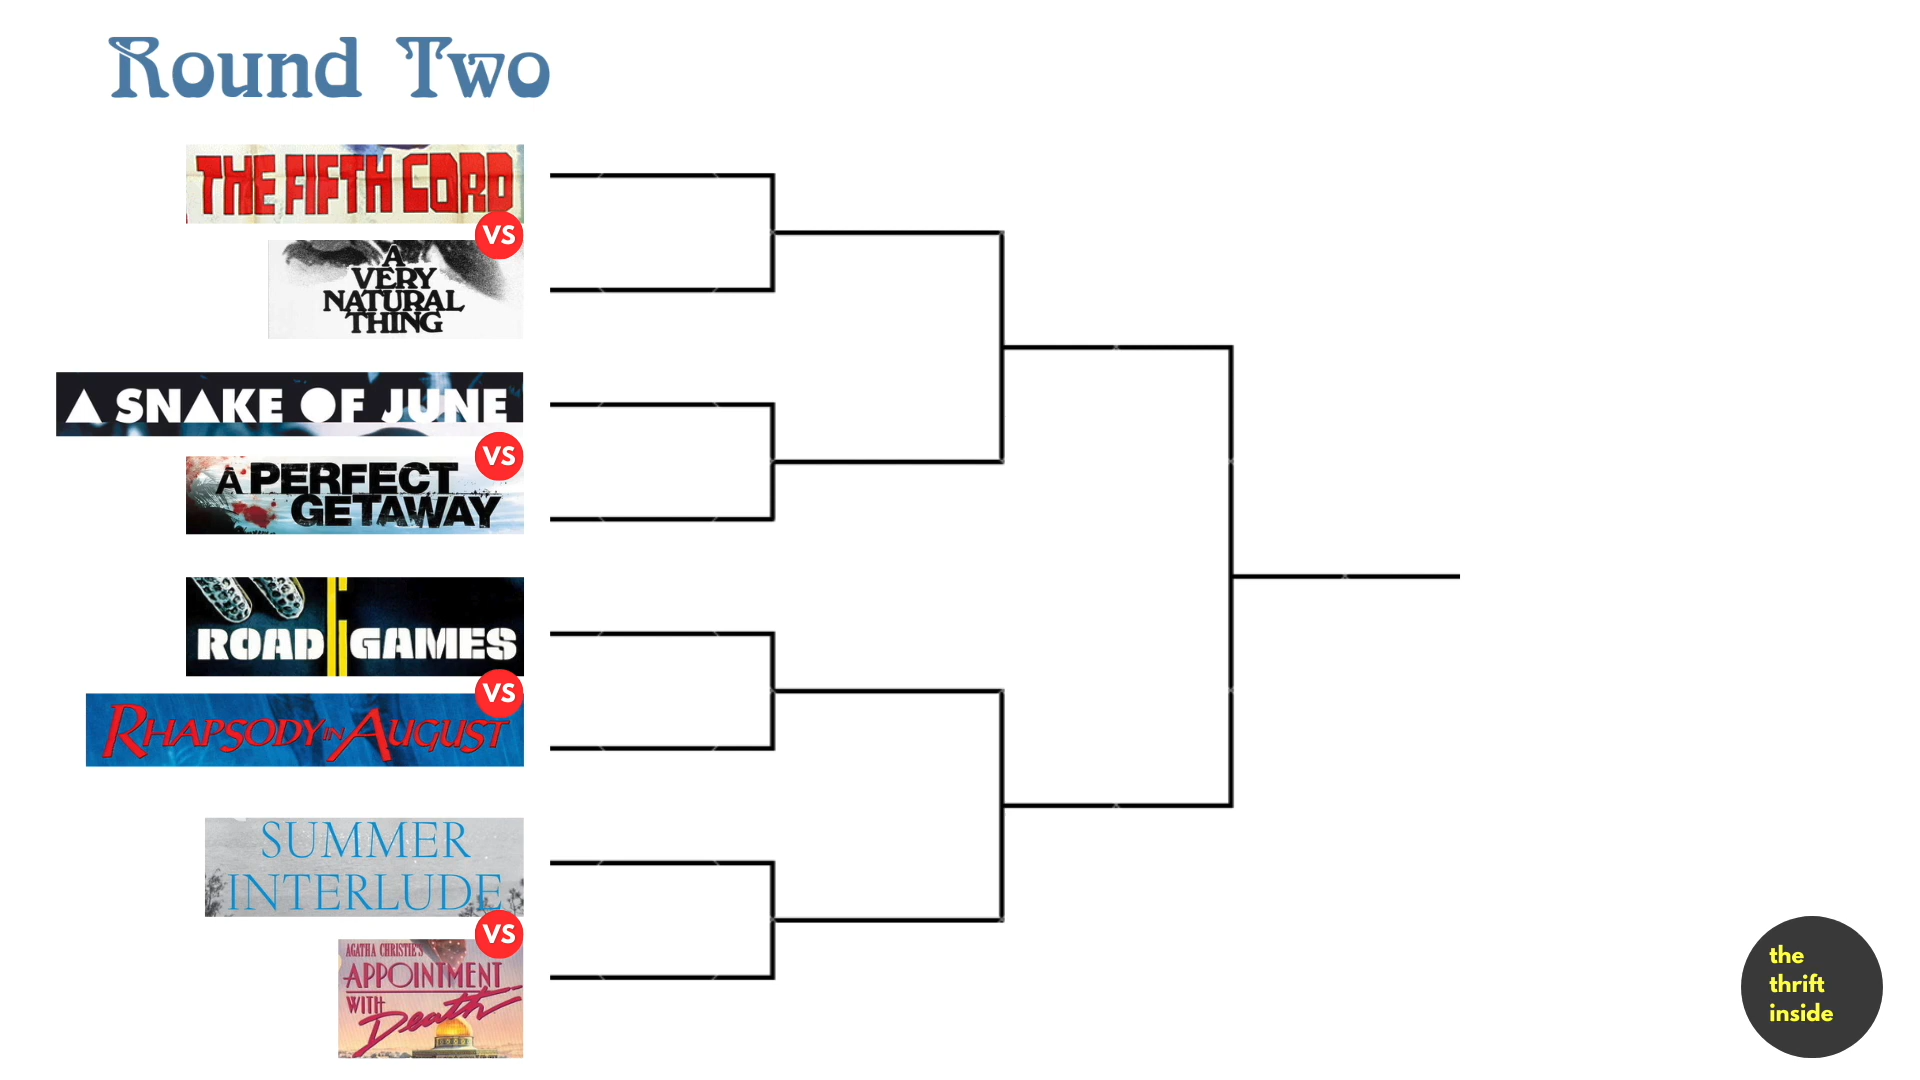 Round Two
THE FIFTH CORD
VS
A
VERY
NATURAL
THING
A SNAKE OF JUNE
VS
A PERFECT
GETAWAY
ROAD GAMES
VS
RHAPSODY IN AUGUST
SUMMER
INTERLUDE
VS
AGATHA CHRISTIE'S
APPOINTMENT
WITH
Death
the
thrift
inside